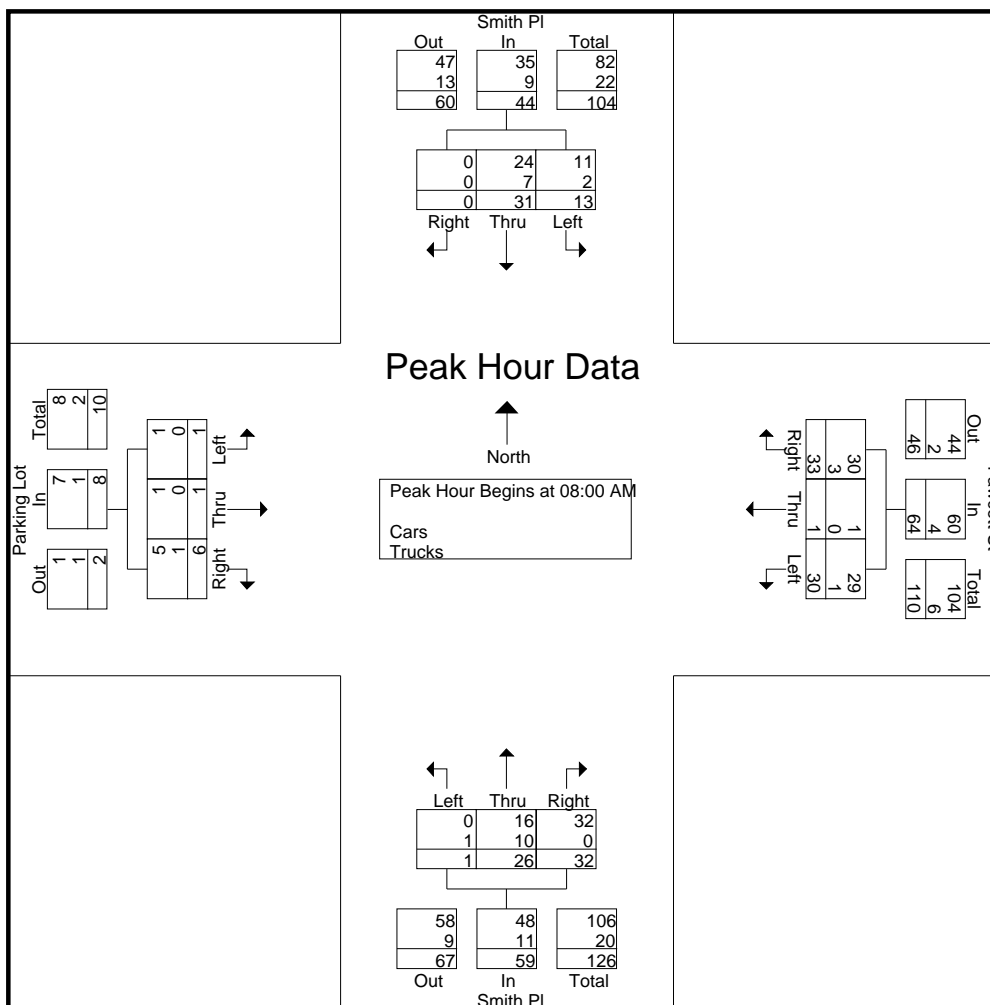 Smith Pl
Out In Total
47 35 82
13 9 22
60 44 104
0 24 11
0 7 2
0 31 13
Right Thru Left
Peak Hour Data
North
Peak Hour Begins at 08:00 AM
Cars
Trucks
Parking Lot
Out In Total
1 7 8
1 1 2
2 8 10
Right Thru Left
5 1 1
1 0 0
6 1 1
Out In Total
44 60 104
2 4 6
46 64 110
30 1 29
3 0 1
33 1 30
Right Thru Left
Left Thru Right
0 16 32
1 10 0
1 26 32
58 48 106
9 11 20
67 59 126
Out In Total
Smith Pl